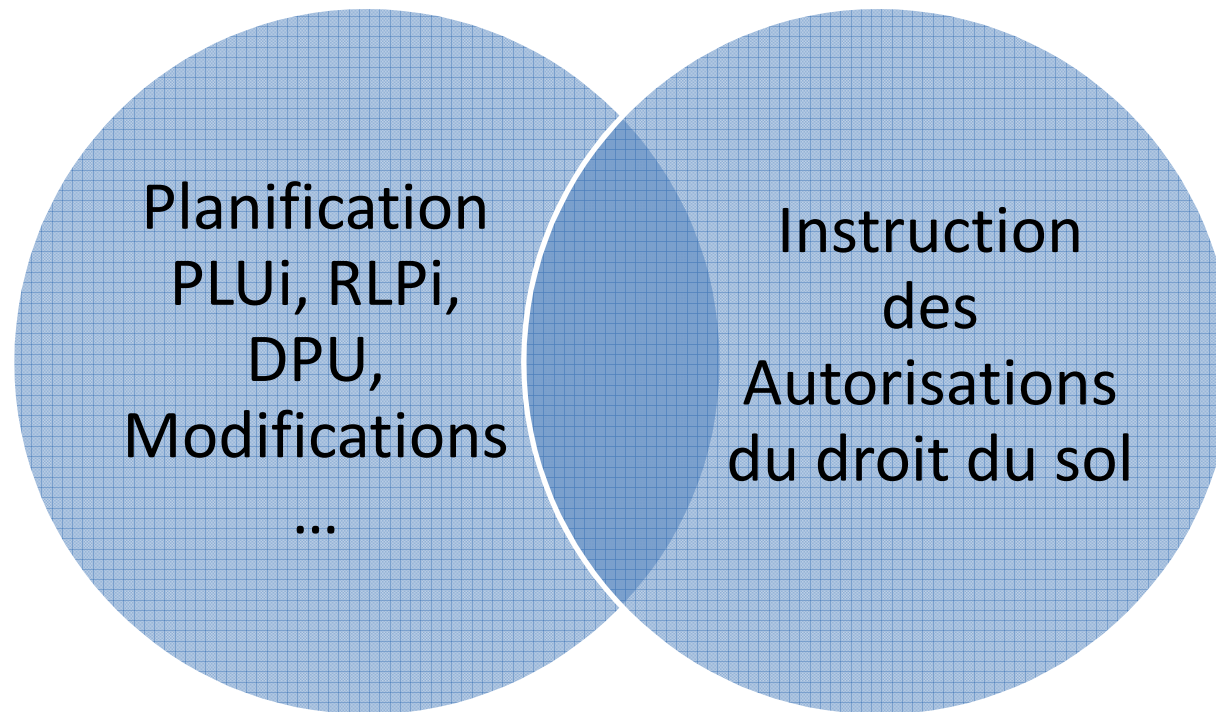 Planification
PLUi, RLPi,
DPU,
Modifications
...
Instruction
des
Autorisations
du droit du sol